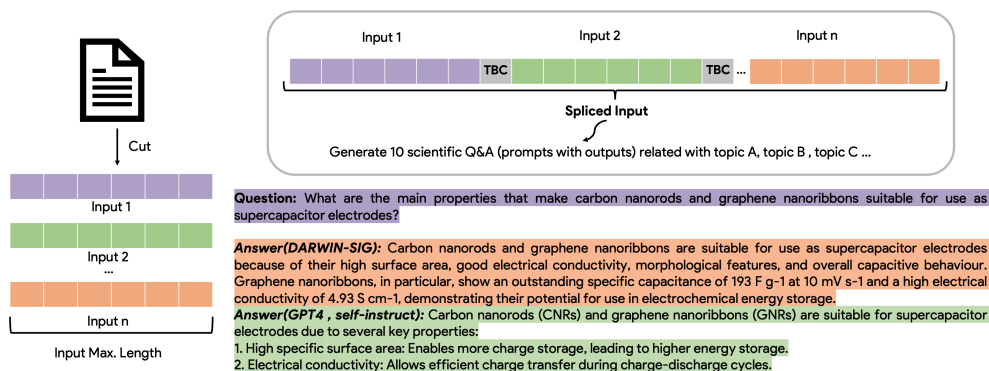 Cut
Input 1
Input 2
...
Input n
Input Max. Length
Input 1
Input 2
Input n
TBC
TBC
...
Spliced Input
Generate 10 scientific Q&A (prompts with outputs) related with topic A, topic B , topic C ...
Question: What are the main properties that make carbon nanorods and graphene nanoribbons suitable for use as
supercapacitor electrodes?
Answer(DARWIN-SIG): Carbon nanorods and graphene nanoribbons are suitable for use as supercapacitor electrodes
because of their high surface area, good electrical conductivity, morphological features, and overall capacitive behaviour.
Graphene nanoribbons, in particular, show an outstanding specific capacitance of 193 F g-1 at 10 mV s-1 and a high electrical
conductivity of 4.93 S cm-1, demonstrating their potential for use in electrochemical energy storage.
Answer(GPT4 , self-instruct): Carbon nanorods (CNRs) and graphene nanoribbons (GNRs) are suitable for supercapacitor
electrodes due to several key properties:
1. High specific surface area: Enables more charge storage, leading to higher energy storage.
2. Electrical conductivity: Allows efficient charge transfer during charge-discharge cycles.